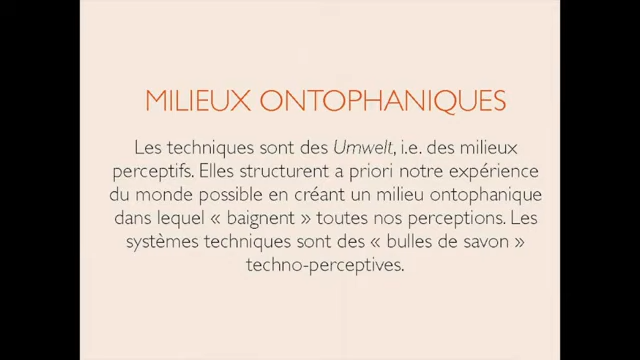 MILIEUX ONTOPHANIQUES
Les techniques sont des Umwelt, i.e. des milieux
perceptifs. Elles structurent a priori notre expérience
du monde possible en créant un milieu ontophanique
dans lequel « baignent » toutes nos perceptions. Les
systèmes techniques sont des « bulles de savon »
techno-perceptives.